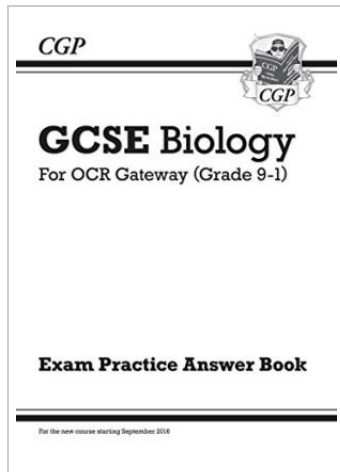 CGP
CGP
CGP
GCSE Biology
For OCR Gateway (Grade 9-1)
Exam Practice Answer Book
For the new course starting September 2016